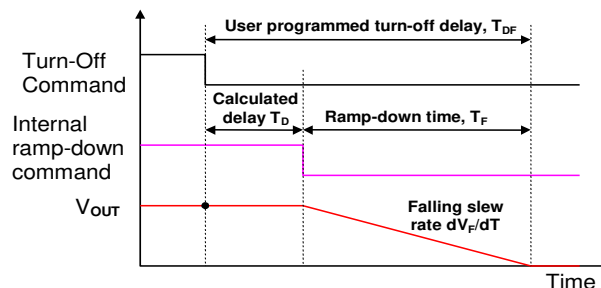 User programmed turn-off delay, TDF
Turn-Off
Command
Calculated
delay TD
Ramp-down time, TF
Internal
ramp-down
command
VOUT
Falling slew
rate dVF/dT
Time